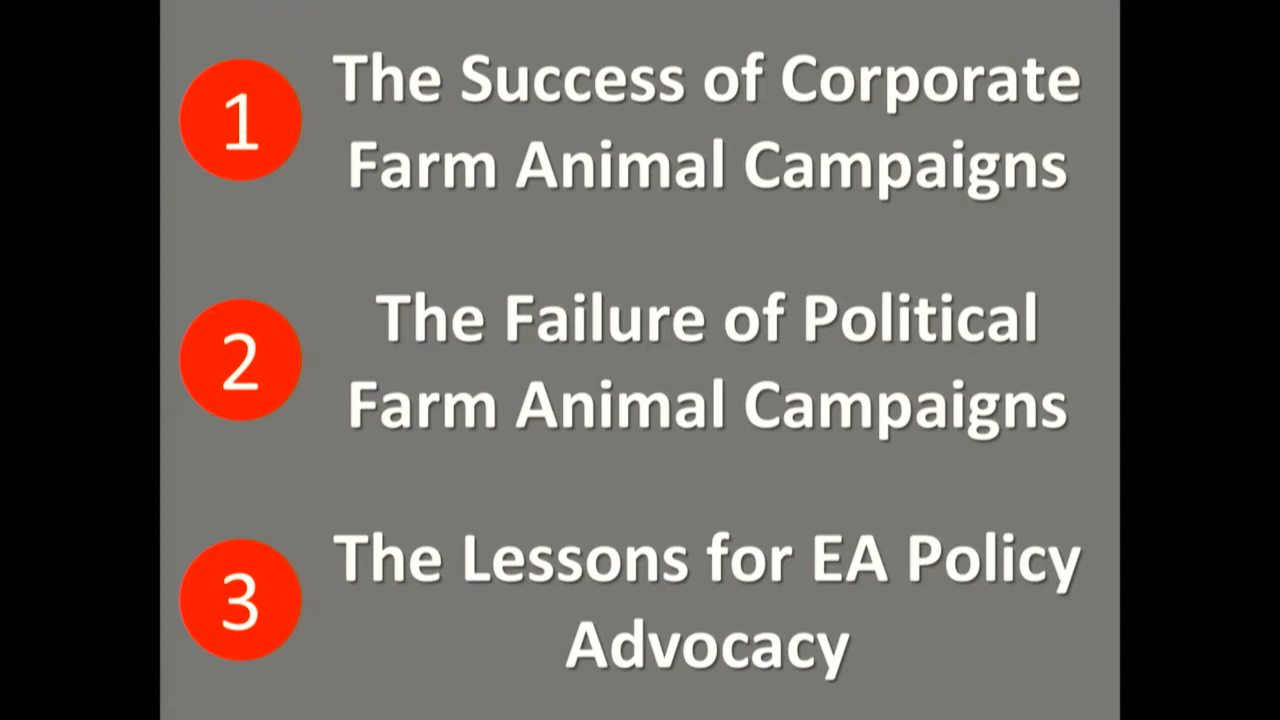 1
The Success of Corporate
Farm Animal Campaigns
2
The Failure of Political
Farm Animal Campaigns
3
The Lessons for EA Policy
Advocacy